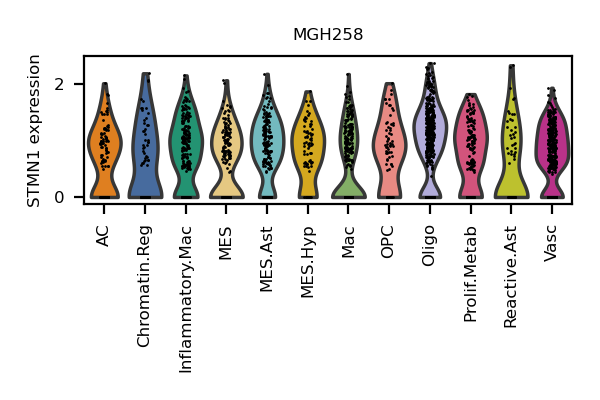 MGH258
STMN1 expression
2
0
AC
Chromatin.Reg
Inflammatory.Mac
MES
MES.Ast
MES.Hyp
Mac
OPC
Oligo
Prolif.Metab
Reactive.Ast
Vasc